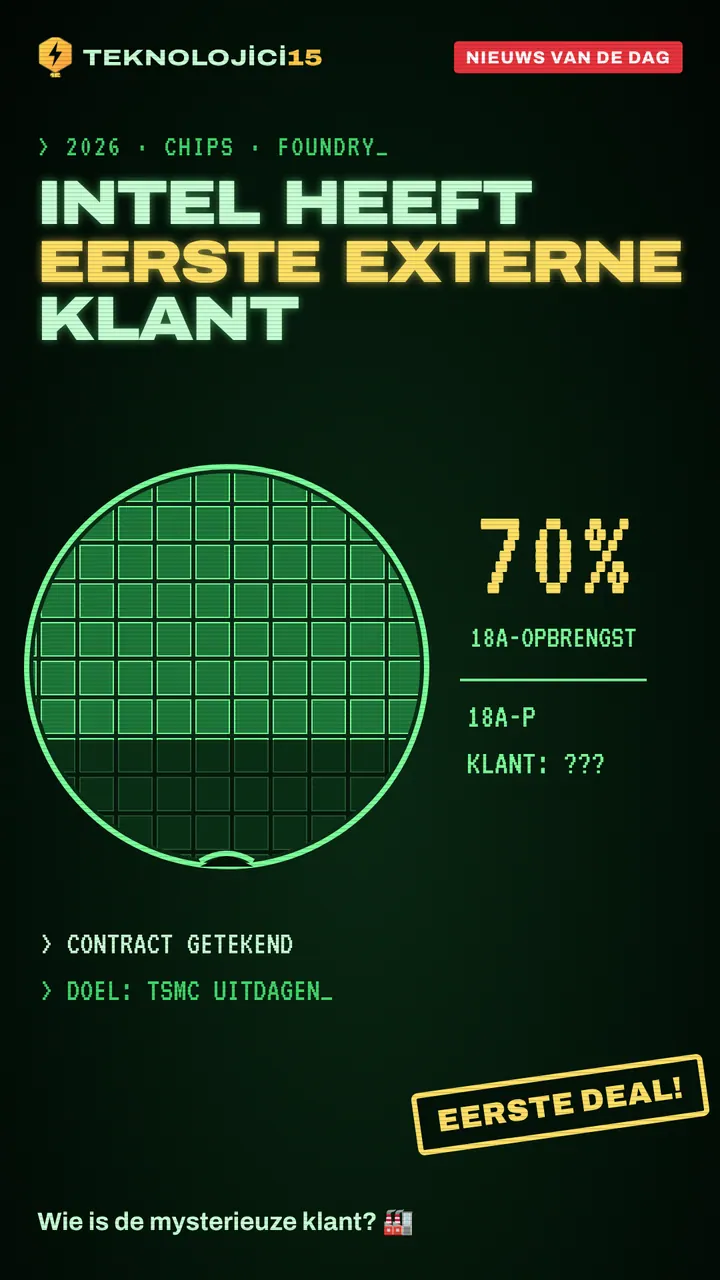 TEKNOLOJİCİ15
NIEUWS VAN DE DAG
> 2026 · CHIPS · FOUNDRY_
INTEL HEEFT
EERSTE EXTERNE
KLANT
70%
18A-OPBRENGST
18A-P
KLANT: ???
> CONTRACT GETEKEND
> DOEL: TSMC UITDAGEN_
EERSTE DEAL!
Wie is de mysterieuze klant? 🏭